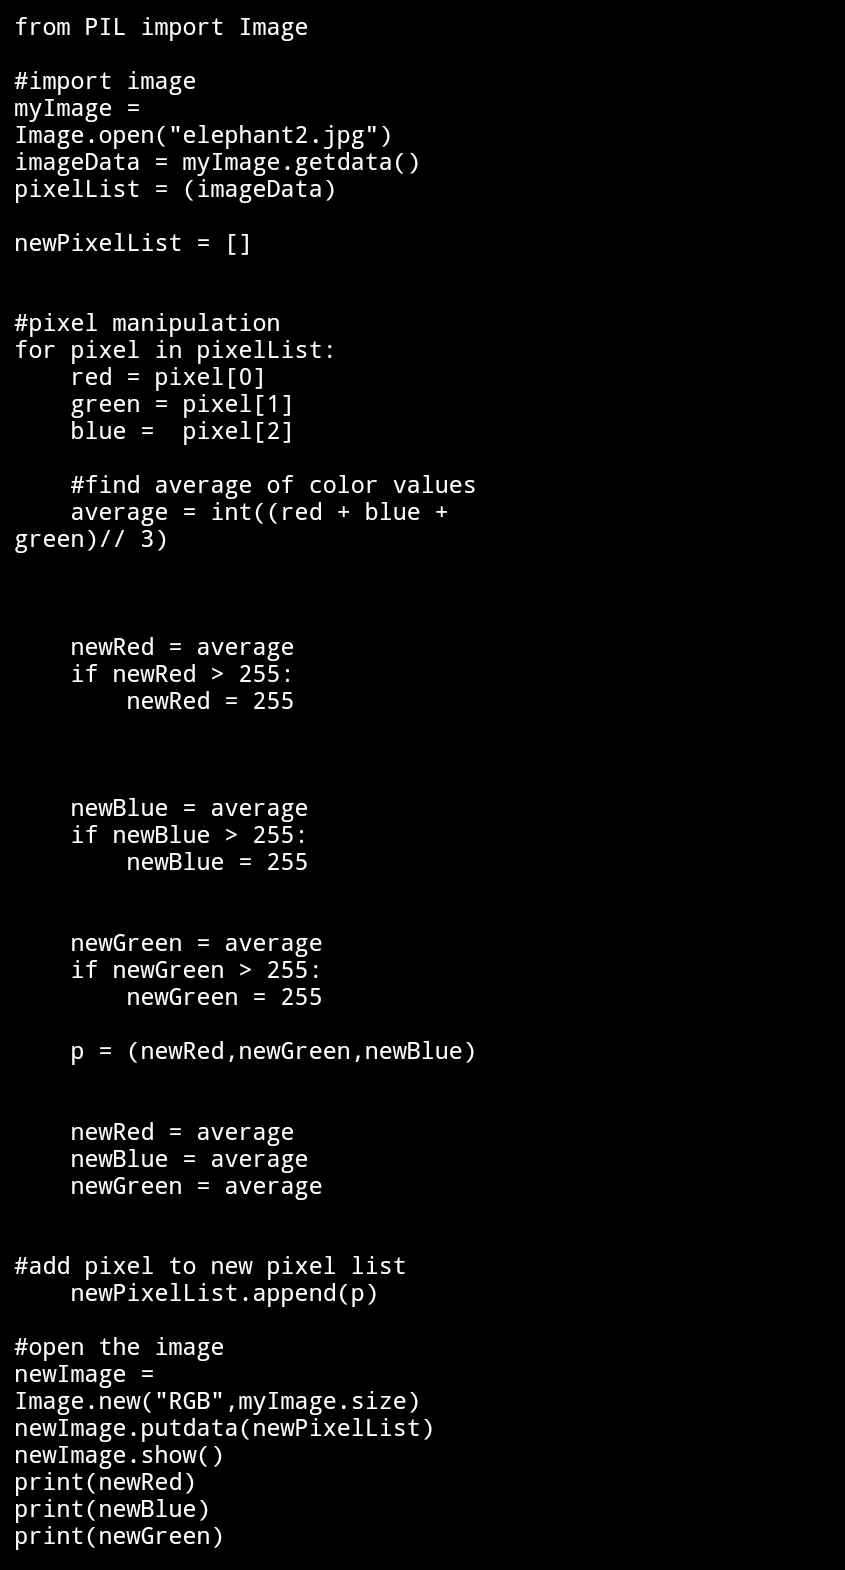 from PIL import Image
#import image
myImage =
Image.open("elephant2.jpg")
imageData = myImage.getdata()
pixelList = (imageData)
newPixelList = []
#pixel manipulation
for pixel in pixelList:
    red = pixel[0]
    green = pixel[1]
    blue =  pixel[2]
    #find average of color values
    average = int((red + blue +
green)// 3)
    newRed = average
    if newRed > 255:
        newRed = 255
    newBlue = average
    if newBlue > 255:
        newBlue = 255
    newGreen = average
    if newGreen > 255:
        newGreen = 255
    p = (newRed,newGreen,newBlue)
    newRed = average
    newBlue = average
    newGreen = average
#add pixel to new pixel list
    newPixelList.append(p)
#open the image
newImage =
Image.new("RGB",myImage.size)
newImage.putdata(newPixelList)
newImage.show()
print(newRed)
print(newBlue)
print(newGreen)